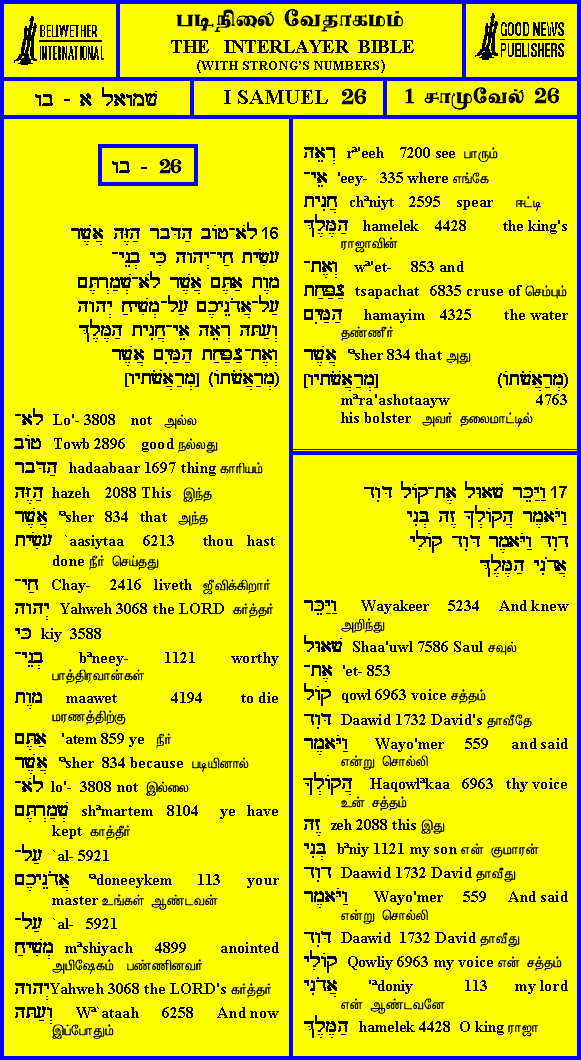 BELLWETHER
INTERNATIONAL
படிநிலை வேதாகமம்
THE INTERLAYER BIBLE
(WITH STRONG'S NUMBERS)
GOOD NEWS
PUBLISHERS
שמואל א - בו
I SAMUEL 26
1 சாமுவேல் 26
בו - 26
16 לֹא־טוֹב הַדָּבָר הַזֶּה אֲשֶׁר
עָשִׂיתָ חַי־יְהוָה כִּי בְנֵי־
מָוֶת אַתֶּם אֲשֶׁר לֹא־שְׁמַרְתֶּם
עַל־אֲדֹנֵיכֶם עַל־מְשִׁיחַ יְהוָה
וְעַתָּה רְאֵה אֵי־חֲנִית הַמֶּלֶךְ
וְאֶת־צַפַּחַת הַמַּיִם אֲשֶׁר
(מְרַאֲשֹׁתוֹ) [מְרַאֲשֹׁתָיו]
לֹא־ Lo'- 3808 not அல்ல
טוֹב Towb 2896 good நல்லது
הַדָּבָר hadaabaar 1697 thing காரியம்
הַזֶּה hazeh 2088 This இந்த
אֲשֶׁר ªsher 834 that அந்த
עָשִׂיתָ `aasiytaa 6213 thou hast
done நீர் செய்தது
חַי־ Chay- 2416 liveth ஜீவிக்கிறார்
יְהוָה Yahweh 3068 the LORD கர்த்தர்
כִּי kiy 3588
בְנֵי־ bªneey- 1121 worthy
பாத்திரவான்கள்
מָוֶת maawet 4194 to die
மரணத்திற்கு
אַתֶּם 'atem 859 ye நீர்
אֲשֶׁר ªsher 834 because படியினால்
לֹא־ lo'- 3808 not இல்லை
שְׁמַרְתֶּם shªmartem 8104 ye have
kept காத்தீர்
עַל־ `al- 5921
אֲדֹנֵיכֶם ªdoneeykem 113 your
master உங்கள் ஆண்டவன்
עַל־ `al- 5921
מְשִׁיחַ mªshiyach 4899 anointed
அபிஷேகம் பண்ணினவர்
יְהוָה Yahweh 3068 the LORD's கர்த்தர்
וְעַתָּה Wª`ataah 6258 And now
இப்போதும்
רְאֵה rª'eeh 7200 see பாரும்
אֵי־ 'eey- 335 where எங்கே
חֲנִית chªniyt 2595 spear ஈட்டி
הַמֶּלֶךְ hamelek 4428 the king's
ராஜாவின்
וְאֶת־ wª'et- 853 and
צַפַּחַת tsapachat 6835 cruse of செம்பும்
הַמַּיִם hamayim 4325 the water
தண்ணீர்
אֲשֶׁר ªsher 834 that அது
(מְרַאֲשֹׁתוֹ) [מְרַאֲשֹׁתָיו]
mªra'ashotaayw 4763
his bolster அவர் தலைமாட்டில்
17 וַיַּכֵּר שָׁאוּל אֶת־קוֹל דָּוִד
וַיֹּאמֶר הֲקוֹלְךָ זֶה בְּנִי
דָוִד וַיֹּאמֶר דָּוִד קוֹלִי
אֲדֹנִי הַמֶּלֶךְ
וַיַּכֵּר Wayakeer 5234 And knew
அறிந்து
שָׁאוּל Shaa'uwl 7586 Saul சவுல்
אֶת־ 'et- 853
קוֹל qowl 6963 voice சத்தம்
דָּוִד Daawid 1732 David's தாவீதே
וַיֹּאמֶר Wayo'mer 559 and said
என்று சொல்லி
הֲקוֹלְךָ Haqowlªkaa 6963 thy voice
உன் சத்தம்
זֶה zeh 2088 this இது
בְּנִי bªniy 1121 my son என் குமாரன்
דָוִד Daawid 1732 David தாவீது
וַיֹּאמֶר Wayo'mer 559 And said
என்று சொல்லி
דָּוִד Daawid 1732 David தாவீது
קוֹלִי Qowliy 6963 my voice என் சத்தம்
אֲדֹנִי 'ªdoniy 113 my lord
என் ஆண்டவனே
הַמֶּלֶךְ hamelek 4428 O king ராஜா